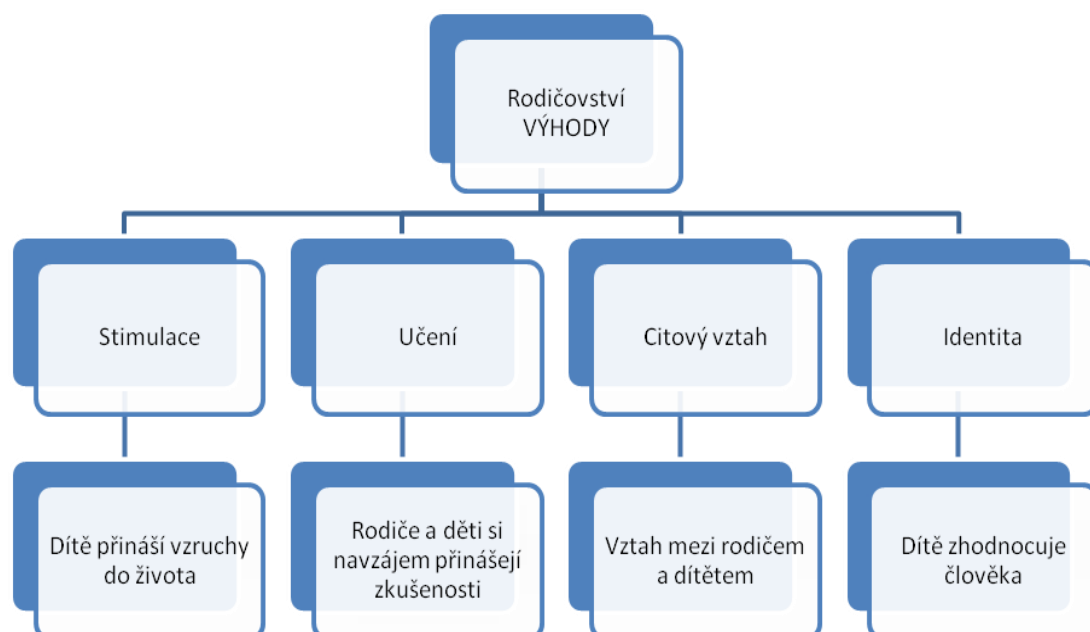 Rodičovství
VÝHODY
Stimulace
Učení
Citový vztah
Identita
Dítě přináší vzruchy
do života
Rodiče a děti si
navzájem přinášejí
zkušenosti
Vztah mezi rodičem
a dítětem
Dítě zhodnocuje
člověka